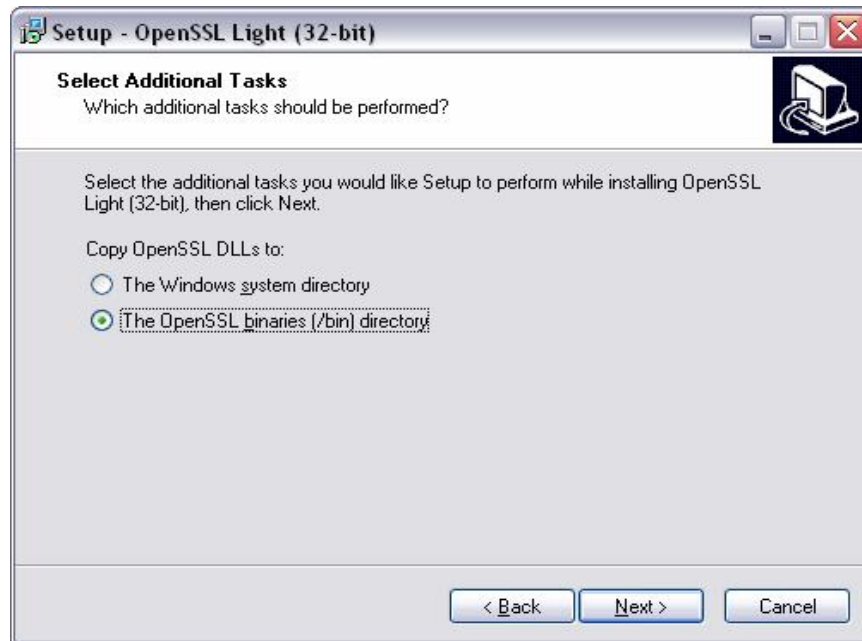 Setup - OpenSSL Light (32-bit)
Select Additional Tasks
Which additional tasks should be performed?
Select the additional tasks you would like Setup to perform while installing OpenSSL
Light (32-bit), then click Next.
Copy OpenSSL DLLs to:
The Windows system directory
The OpenSSL binaries (/bin) directory
< Back Next > Cancel